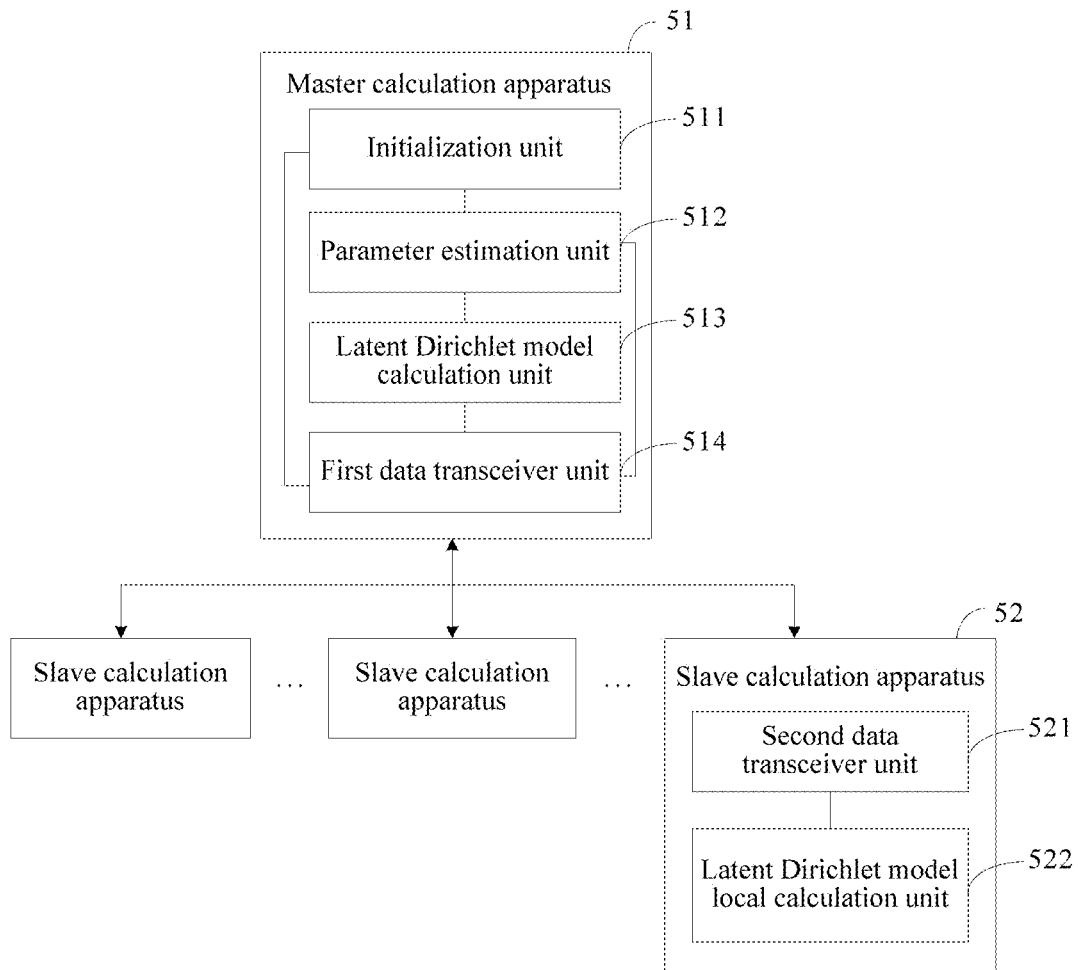 51
Master calculation apparatus
511
Initialization unit
512
Parameter estimation unit
513
Latent Dirichlet model
calculation unit
514
First data transceiver unit
52
Slave calculation
apparatus
...
Slave calculation
apparatus
...
Slave calculation apparatus
521
Second data
transceiver unit
522
Latent Dirichlet model
local calculation unit